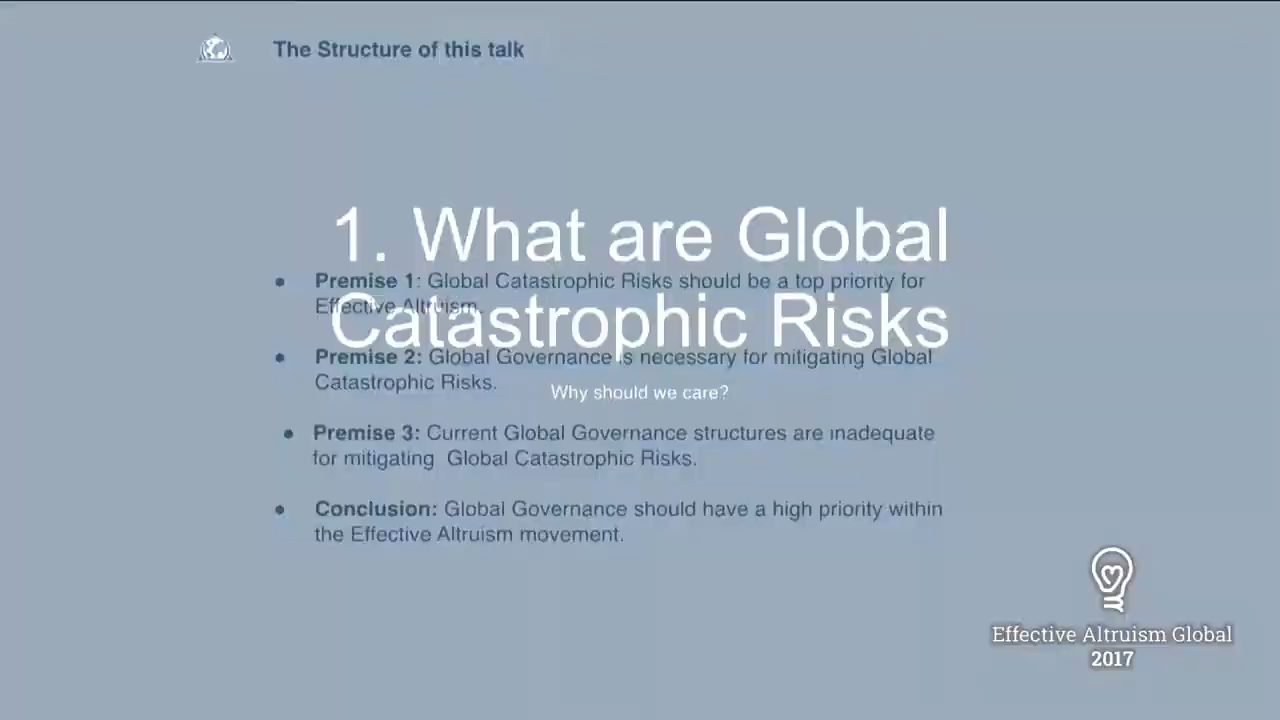 The Structure of this talk
1. What are Global
Catastrophic Risks
Why should we care?
• Premise 1: Global Catastrophic Risks should be a top priority for
Effective Altruism.
• Premise 2: Global Governance is necessary for mitigating Global
Catastrophic Risks.
• Premise 3: Current Global Governance structures are inadequate
for mitigating Global Catastrophic Risks.
• Conclusion: Global Governance should have a high priority within
the Effective Altruism movement.
Effective Altruism Global
2017